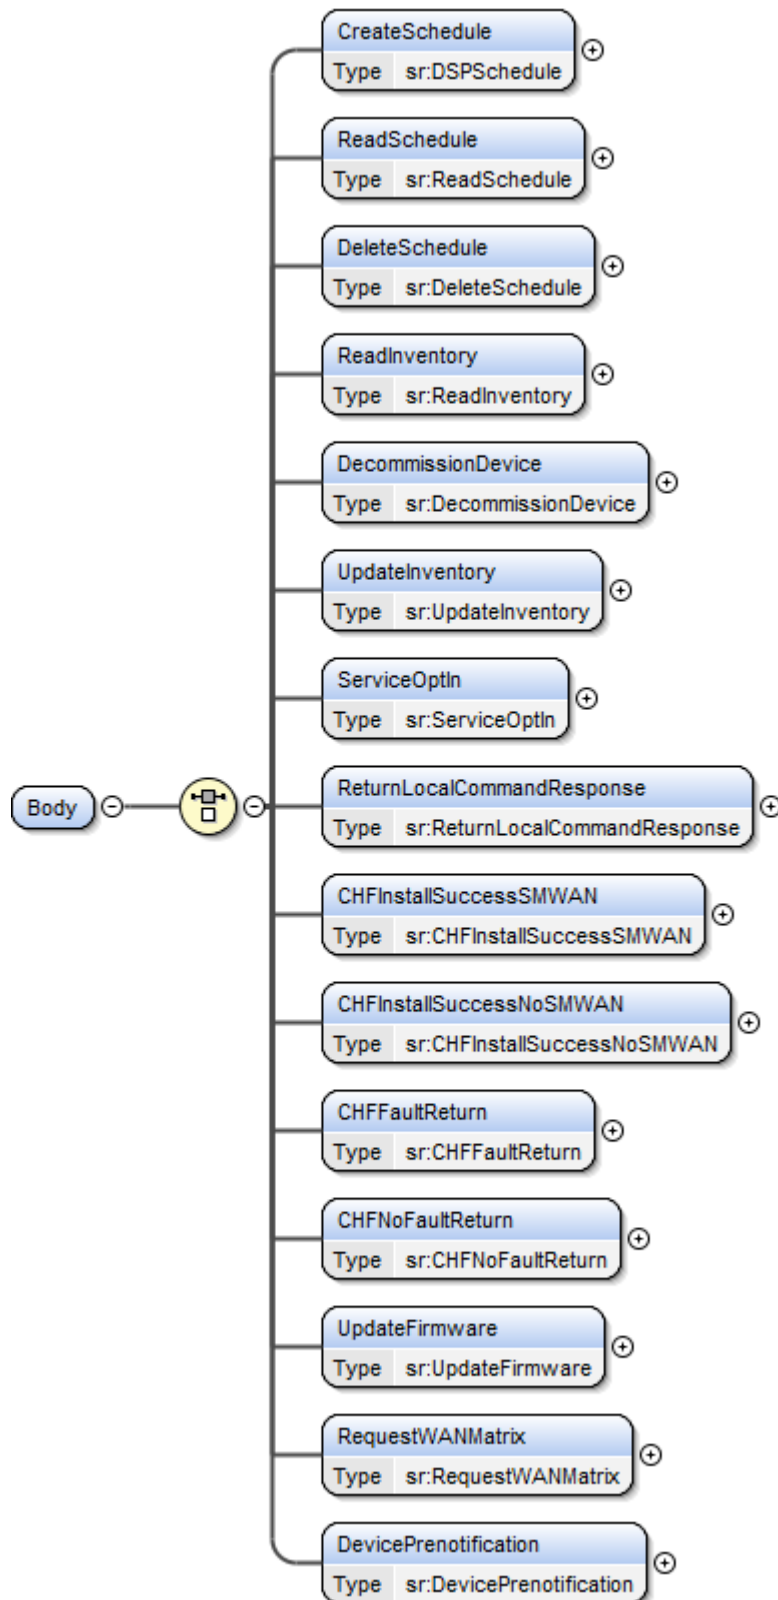 CreateSchedule
Type sr:DSPSchedule
ReadSchedule
Type sr:ReadSchedule
DeleteSchedule
Type sr:DeleteSchedule
ReadInventory
Type sr:ReadInventory
DecommissionDevice
Type sr:DecommissionDevice
UpdateInventory
Type sr:UpdateInventory
ServiceOptIn
Type sr:ServiceOptIn
Body
ReturnLocalCommandResponse
Type sr:ReturnLocalCommandResponse
CHFInstallSuccessSMWAN
Type sr:CHFInstallSuccessSMWAN
CHFInstallSuccessNoSMWAN
Type sr:CHFInstallSuccessNoSMWAN
CHFFaultReturn
Type sr:CHFFaultReturn
CHFNoFaultReturn
Type sr:CHFNoFaultReturn
UpdateFirmware
Type sr:UpdateFirmware
RequestWANMatrix
Type sr:RequestWANMatrix
DevicePrenotification
Type sr:DevicePrenotification